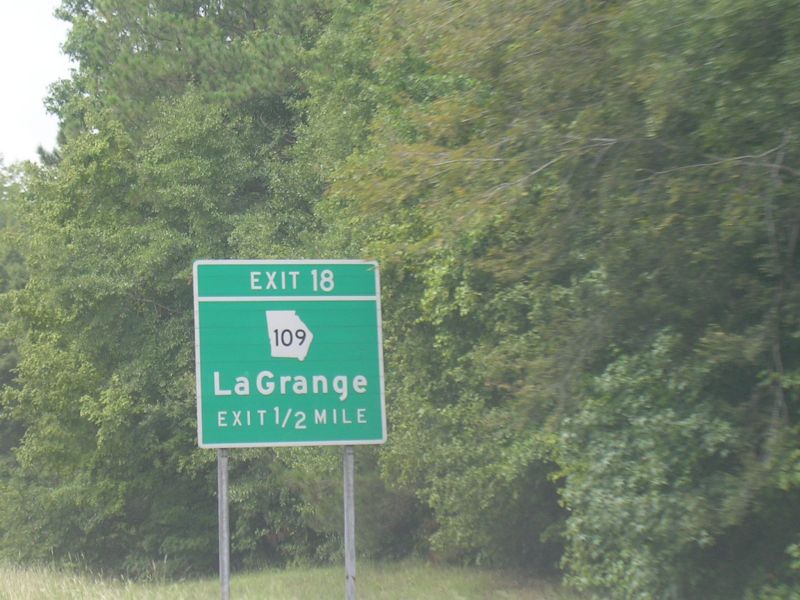 EXIT 18
109
LaGrange
EXIT 1/2 MILE